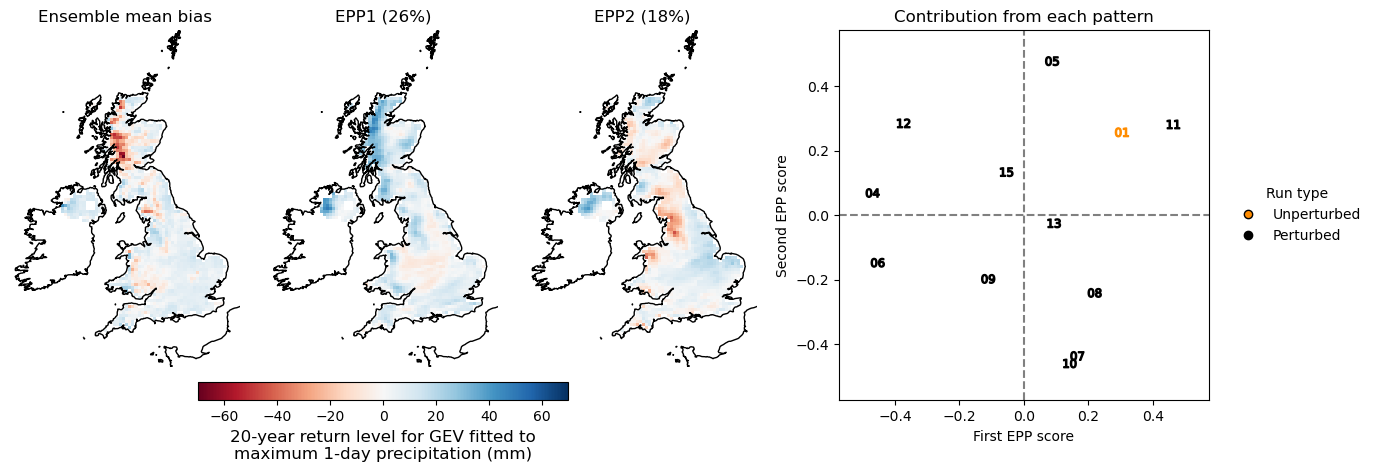 Ensemble mean bias
EPP1 (26%)
EPP2 (18%)
Contribution from each pattern
05
12
01
11
15
04
13
06
09
08
07
10
0.4
0.2
0.0
−0.2
−0.4
Second EPP score
−0.4
−0.2
0.0
0.2
0.4
First EPP score
Run type
Unperturbed
Perturbed
−60
−40
−20
0
20
40
60
20-year return level for GEV fitted to
maximum 1-day precipitation (mm)